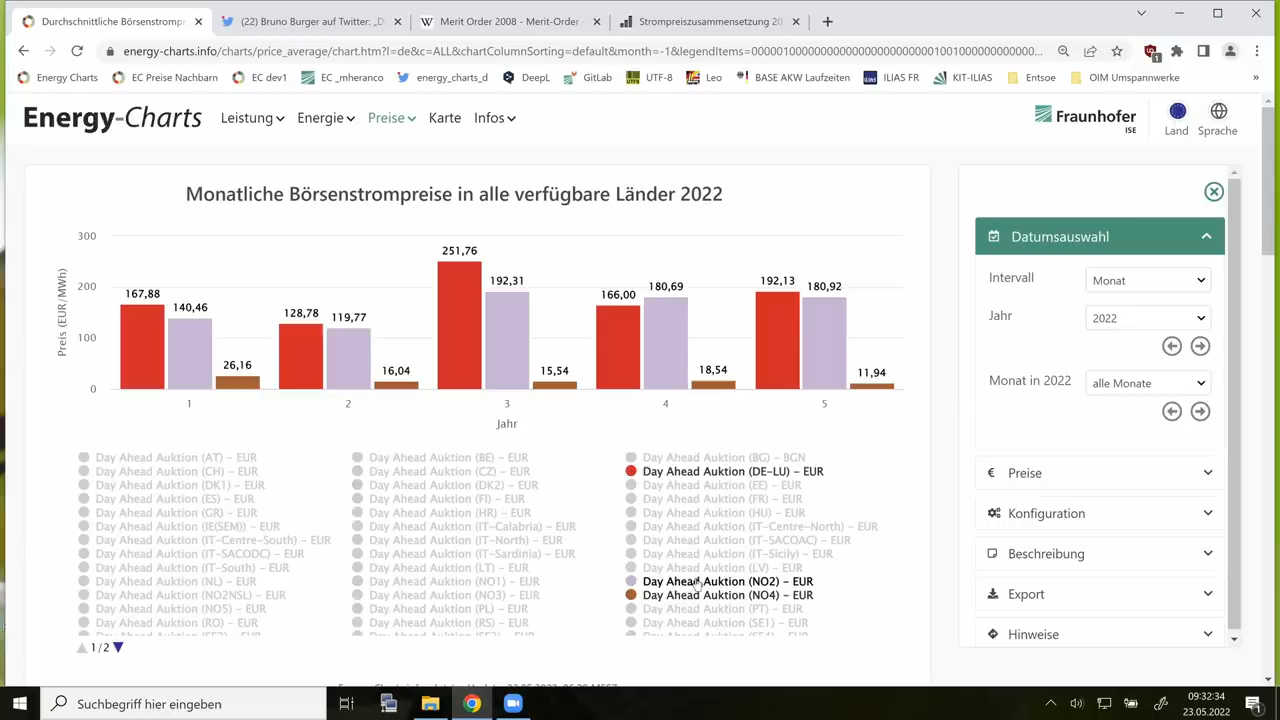 Durchschnittliche Börsenstrompr
(22) Bruno Burger auf Twitter: „D
Merit Order 2008 - Merit-Order
Strompreiszusammensetzung 20
energy-charts.info/charts/price_average/chart.htm?l=de&c=ALL&chartColumnSorting=default&month=-1&legendItems=
Energy Charts
EC Preise Nachbarn
EC dev1
EC _mheranco
energy_charts_d
DeepL
GitLab
UTF-8
Leo
BASE AKW Laufzeiten
ILIAS FR
KIT-ILIAS
Entsoe
OIM Umspannwerke
»
Energy-Charts
Leistung
Energie
Preise
Karte
Infos
Fraunhofer
ISE
Land
Sprache
Monatliche Börsenstrompreise in alle verfügbare Länder 2022
Preis (EUR/MWh)
300
200
100
0
167,88
140,46
26,16
128,78
119,77
16,04
251,76
192,31
15,54
166,00
180,69
18,54
192,13
180,92
11,94
1
2
3
4
5
Jahr
Day Ahead Auktion (AT) - EUR
Day Ahead Auktion (BE) - EUR
Day Ahead Auktion (BG) - BGN
Day Ahead Auktion (CH) - EUR
Day Ahead Auktion (CZ) - EUR
Day Ahead Auktion (DE-LU) - EUR
Day Ahead Auktion (DK1) - EUR
Day Ahead Auktion (DK2) - EUR
Day Ahead Auktion (EE) - EUR
Day Ahead Auktion (ES) - EUR
Day Ahead Auktion (FI) - EUR
Day Ahead Auktion (FR) - EUR
Day Ahead Auktion (GR) - EUR
Day Ahead Auktion (HR) - EUR
Day Ahead Auktion (HU) - EUR
Day Ahead Auktion (IE(SEM)) - EUR
Day Ahead Auktion (IT-Calabria) - EUR
Day Ahead Auktion (IT-Centre-North) - EUR
Day Ahead Auktion (IT-Centre-South) - EUR
Day Ahead Auktion (IT-North) - EUR
Day Ahead Auktion (IT-SACOAC) - EUR
Day Ahead Auktion (IT-SACODC) - EUR
Day Ahead Auktion (IT-Sardinia) - EUR
Day Ahead Auktion (IT-Sicily) - EUR
Day Ahead Auktion (IT-South) - EUR
Day Ahead Auktion (LT) - EUR
Day Ahead Auktion (LV) - EUR
Day Ahead Auktion (NL) - EUR
Day Ahead Auktion (NO1) - EUR
Day Ahead Auktion (NO2) - EUR
Day Ahead Auktion (NO2NSL) - EUR
Day Ahead Auktion (NO3) - EUR
Day Ahead Auktion (NO4) - EUR
Day Ahead Auktion (NO5) - EUR
Day Ahead Auktion (PL) - EUR
Day Ahead Auktion (PT) - EUR
Day Ahead Auktion (RO) - EUR
Day Ahead Auktion (RS) - EUR
Day Ahead Auktion (SE1) - EUR
1/2
Datumsauswahl
Intervall
Monat
Jahr
2022
Monat in 2022
alle Monate
€ Preise
Konfiguration
Beschreibung
Export
Hinweise
Suchbegriff hier eingeben
09:32:34
23.05.2022